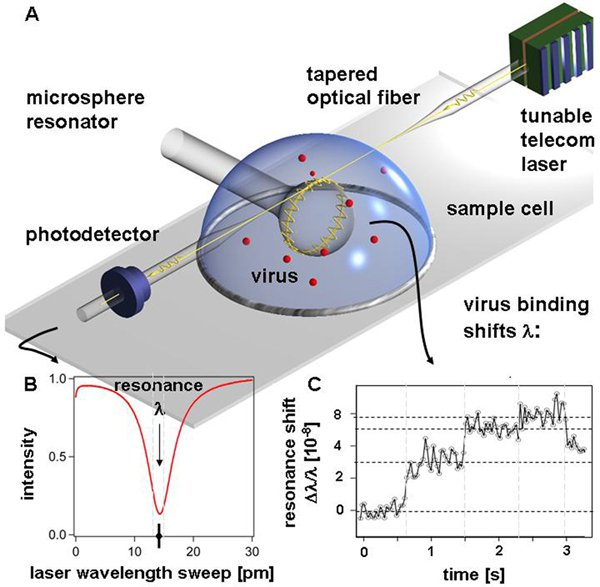 A
microsphere
resonator
tapered
optical fiber
tunable
telecom
laser
photodetector
virus
sample cell
virus binding
shifts λ:
B
resonance
λ
1.0
0.5
0.0
intensity
0 10 20 30
laser wavelength sweep [pm]
C
resonance shift
Δλ/λ [10⁻⁸]
8
4
2
0
0 1 2 3
time [s]